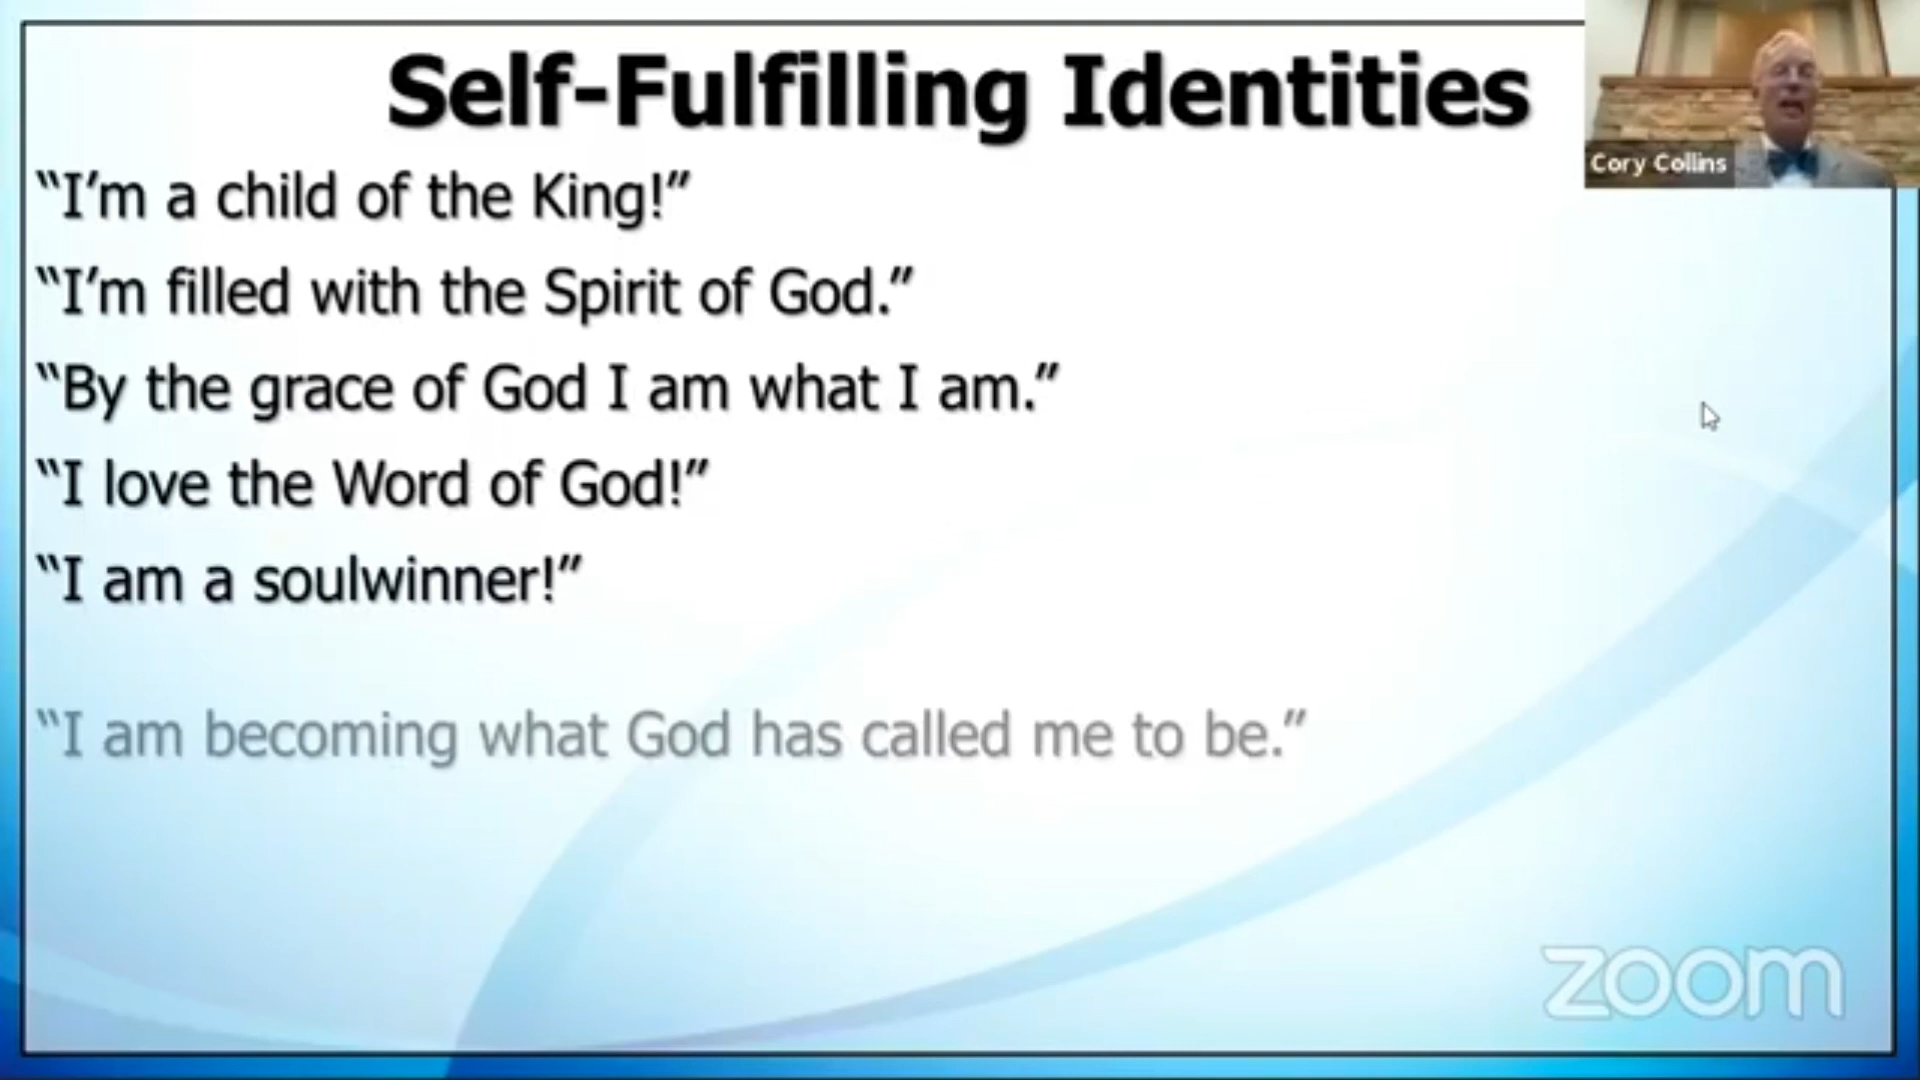 Self-Fulfilling Identities
Cory Collins
“I’m a child of the King!”
“I’m filled with the Spirit of God.”
“By the grace of God I am what I am.”
“I love the Word of God!”
“I am a soulwinner!”
“I am becoming what God has called me to be.”
zoom